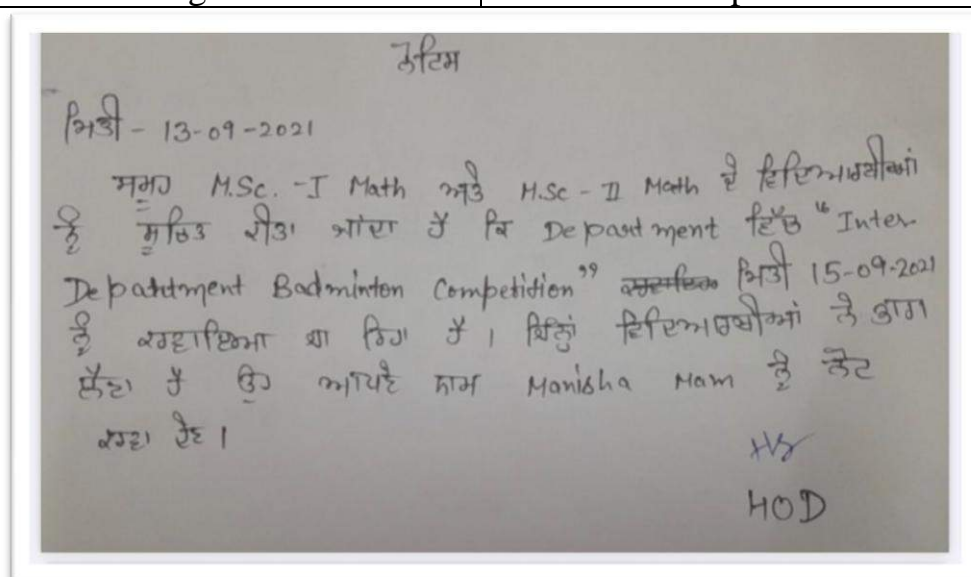 ਨੋਟਿਸ
ਮਿਤੀ - 13-09-2021
ਸਮੂਹ M.Sc. -I Math ਅਤੇ M.Sc - II Math ਦੇ ਵਿਦਿਆਰਥੀਆਂ
ਨੂੰ ਸੂਚਿਤ ਕੀਤਾ ਜਾਂਦਾ ਹੈ ਕਿ Department ਵਿੱਚ "Inter
Department Badminton Competition" ਮਿਤੀ 15-09-2021
ਨੂੰ ਕਰਵਾਇਆ ਜਾ ਰਿਹਾ ਹੈ । ਜਿਨ੍ਹਾਂ ਵਿਦਿਆਰਥੀਆਂ ਨੇ ਭਾਗ
ਲੈਣਾ ਹੈ ਉਹ ਆਪਣੇ ਨਾਮ Manisha Mam ਨੂੰ ਨੋਟ
ਕਰਵਾ ਦੇਣ ।
HOD